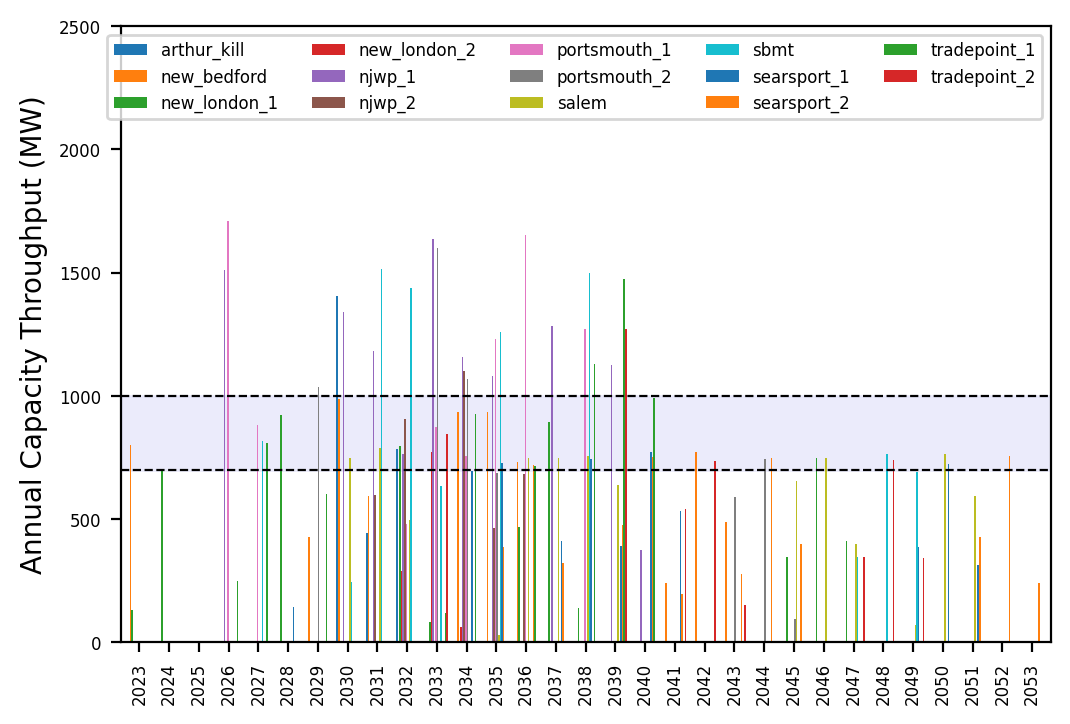 Annual Capacity Throughput (MW)
2500
2000
1500
1000
500
0
arthur_kill new_london_2 portsmouth_1 sbmt tradepoint_1
new_bedford njwp_1 portsmouth_2 searsport_1 tradepoint_2
new_london_1 njwp_2 salem searsport_2
2023 2024 2025 2026 2027 2028 2029 2030 2031 2032 2033 2034 2035 2036 2037 2038 2039 2040 2041 2042 2043 2044 2045 2046 2047 2048 2049 2050 2051 2052 2053